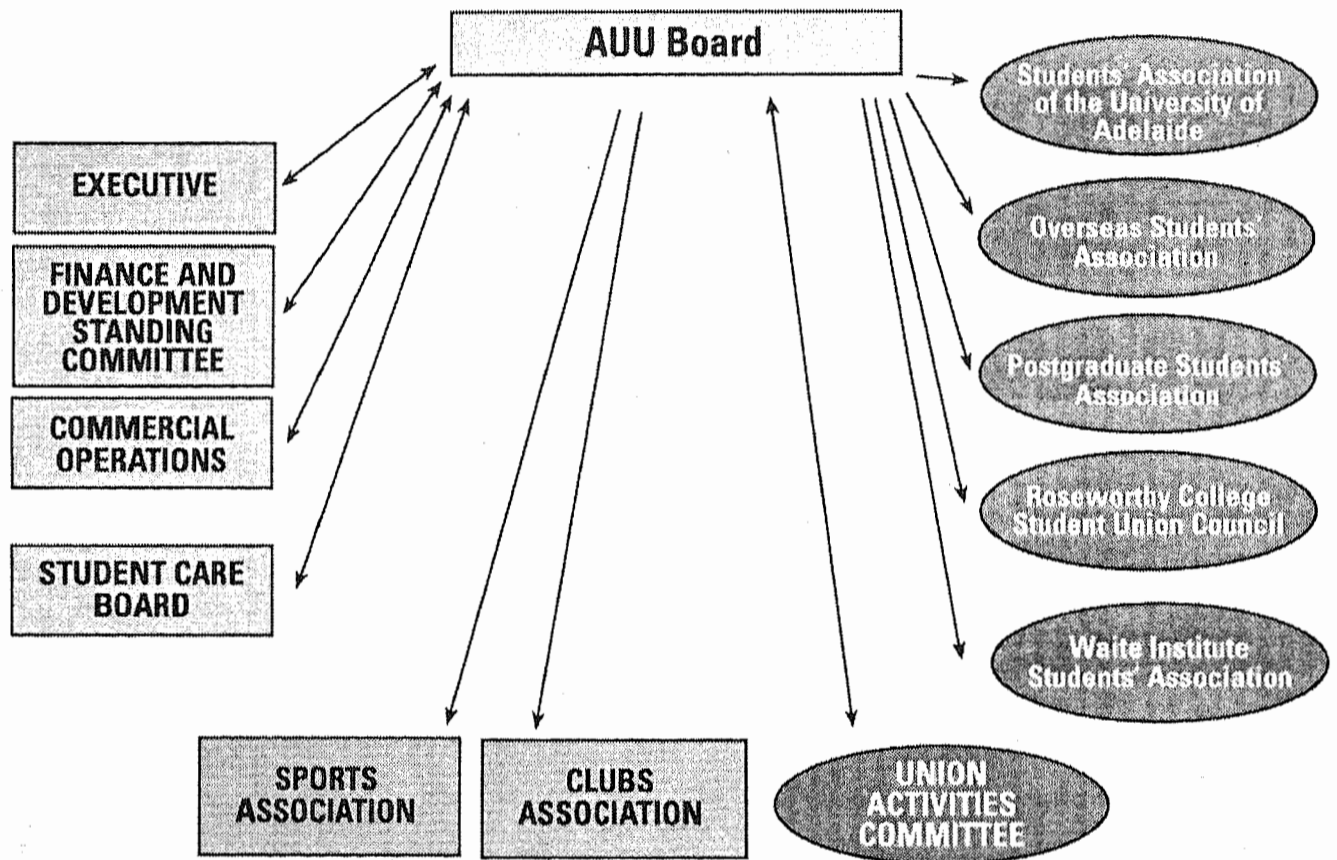 AUU Board
Students' Association
of the University of
Adelaide
EXECUTIVE
Overseas Students'
Association
FINANCE AND
DEVELOPMENT
STANDING
COMMITTEE
Postgraduate Students'
Association
COMMERCIAL
OPERATIONS
Roseworthy College
Student Union Council
STUDENT CARE
BOARD
Waite Institute
Students' Association
SPORTS
ASSOCIATION
CLUBS
ASSOCIATION
UNION
ACTIVITIES
COMMITTEE